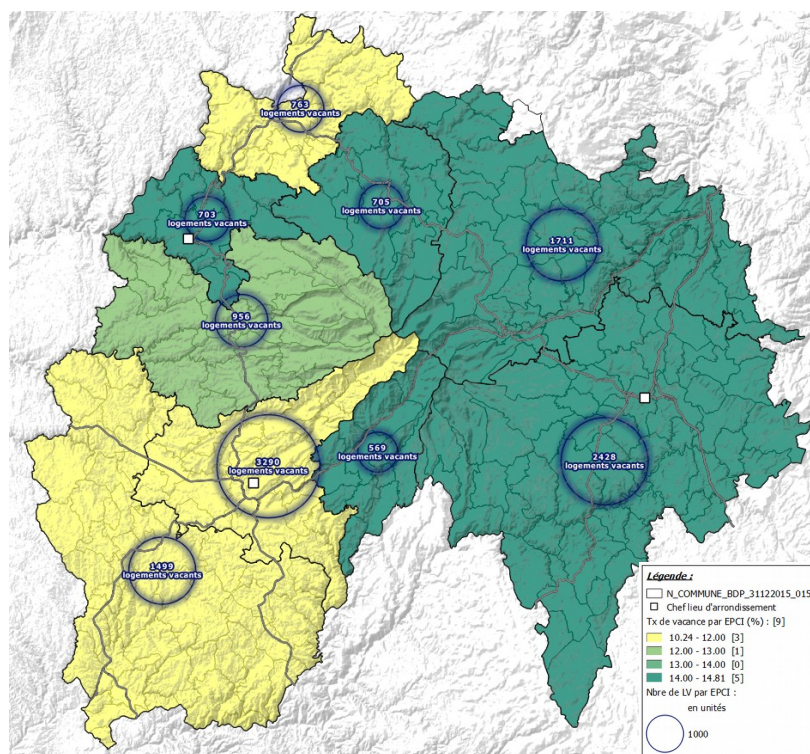 763
logements vacants
703
logements vacants
705
logements vacants
1711
logements vacants
956
logements vacants
3290
logements vacants
569
logements vacants
2428
logements vacants
1499
logements vacants
Légende :
N_COMMUNE_BDP_31122015_015
Chef lieu d'arrondissement
Tx de vacance par EPCI (%) : [9]
10.24 - 12.00 [3]
12.00 - 13.00 [1]
13.00 - 14.00 [0]
14.00 - 14.81 [5]
Nbre de LV par EPCI :
en unités
1000